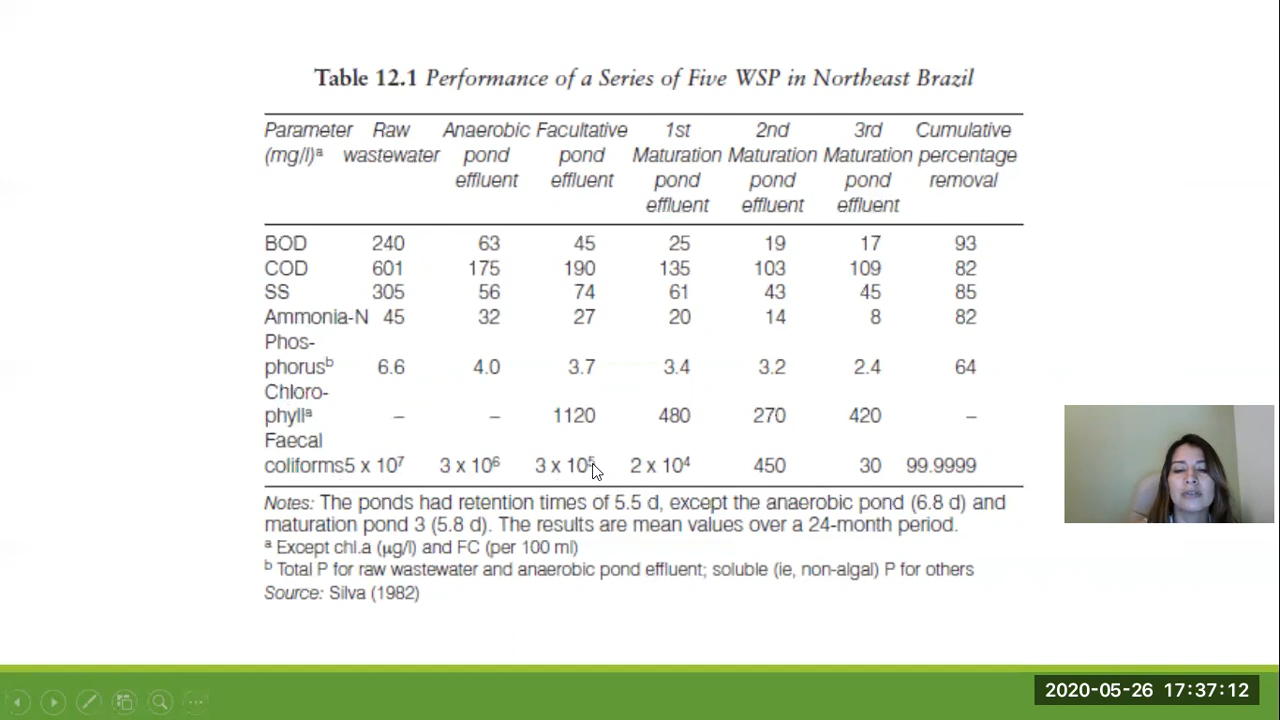 Table 12.1 Performance of a Series of Five WSP in Northeast Brazil
Parameter Raw Anaerobic Facultative 1st 2nd 3rd Cumulative
(mg/l)ᵃ wastewater pond pond Maturation Maturation Maturation percentage
effluent effluent pond pond pond removal
effluent effluent effluent
BOD 240 63 45 25 19 17 93
COD 601 175 190 135 103 109 82
SS 305 56 74 61 43 45 85
Ammonia-N 45 32 27 20 14 8 82
Phos-
phorusᵇ 6.6 4.0 3.7 3.4 3.2 2.4 64
Chloro-
phyllᵃ – – 1120 480 270 420 –
Faecal
coliforms5 x 10⁷ 3 x 10⁶ 3 x 10⁵ 2 x 10⁴ 450 30 99.9999
Notes: The ponds had retention times of 5.5 d, except the anaerobic pond (6.8 d) and
maturation pond 3 (5.8 d). The results are mean values over a 24-month period.
ᵃ Except chl.a (µg/l) and FC (per 100 ml)
ᵇ Total P for raw wastewater and anaerobic pond effluent; soluble (ie, non-algal) P for others
Source: Silva (1982)
2020-05-26 17:37:12